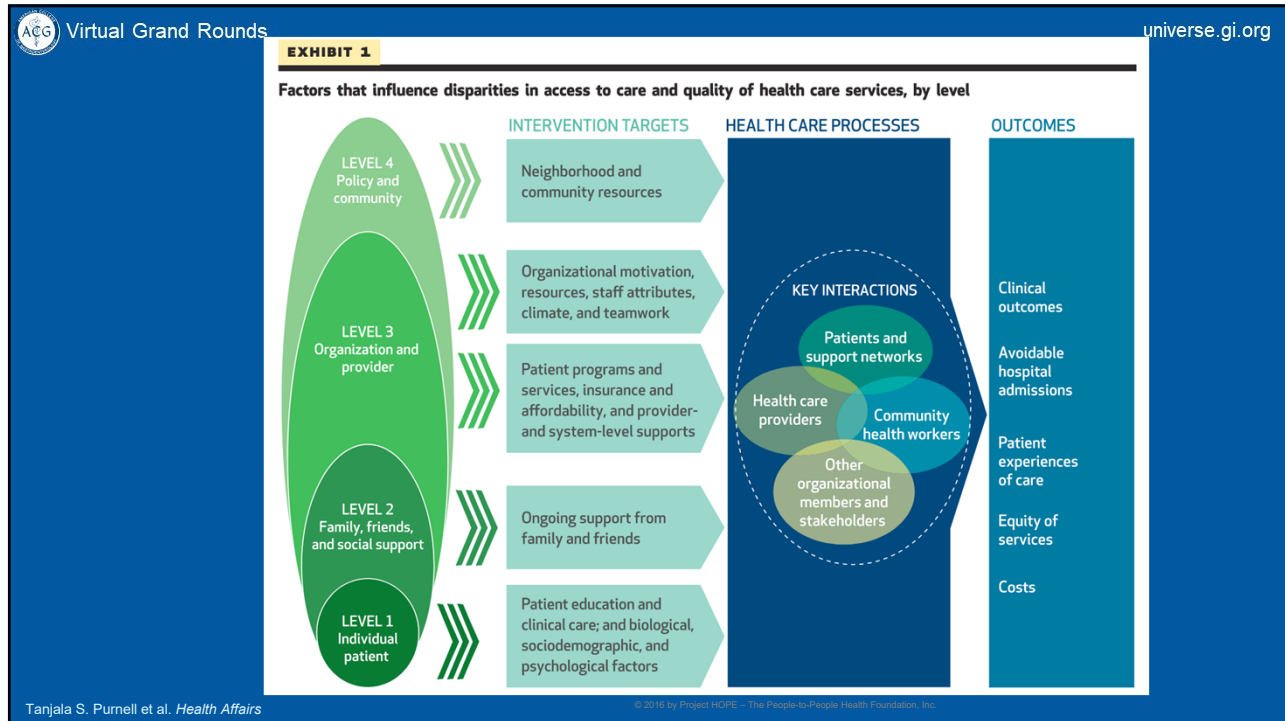 ACG
Virtual Grand Rounds
universe.gi.org
EXHIBIT 1
Factors that influence disparities in access to care and quality of health care services, by level
INTERVENTION TARGETS
HEALTH CARE PROCESSES
OUTCOMES
LEVEL 4
Policy and
community
Neighborhood and
community resources
LEVEL 3
Organization and
provider
Organizational motivation,
resources, staff attributes,
climate, and teamwork
Patient programs and
services, insurance and
affordability, and provider-
and system-level supports
LEVEL 2
Family, friends,
and social support
Ongoing support from
family and friends
LEVEL 1
Individual
patient
Patient education and
clinical care; and biological,
sociodemographic, and
psychological factors
KEY INTERACTIONS
Patients and
support networks
Health care
providers
Community
health workers
Other
organizational
members and
stakeholders
Clinical
outcomes
Avoidable
hospital
admissions
Patient
experiences
of care
Equity of
services
Costs
Tanjala S. Purnell et al. Health Affairs
© 2016 by Project HOPE – The People-to-People Health Foundation, Inc.